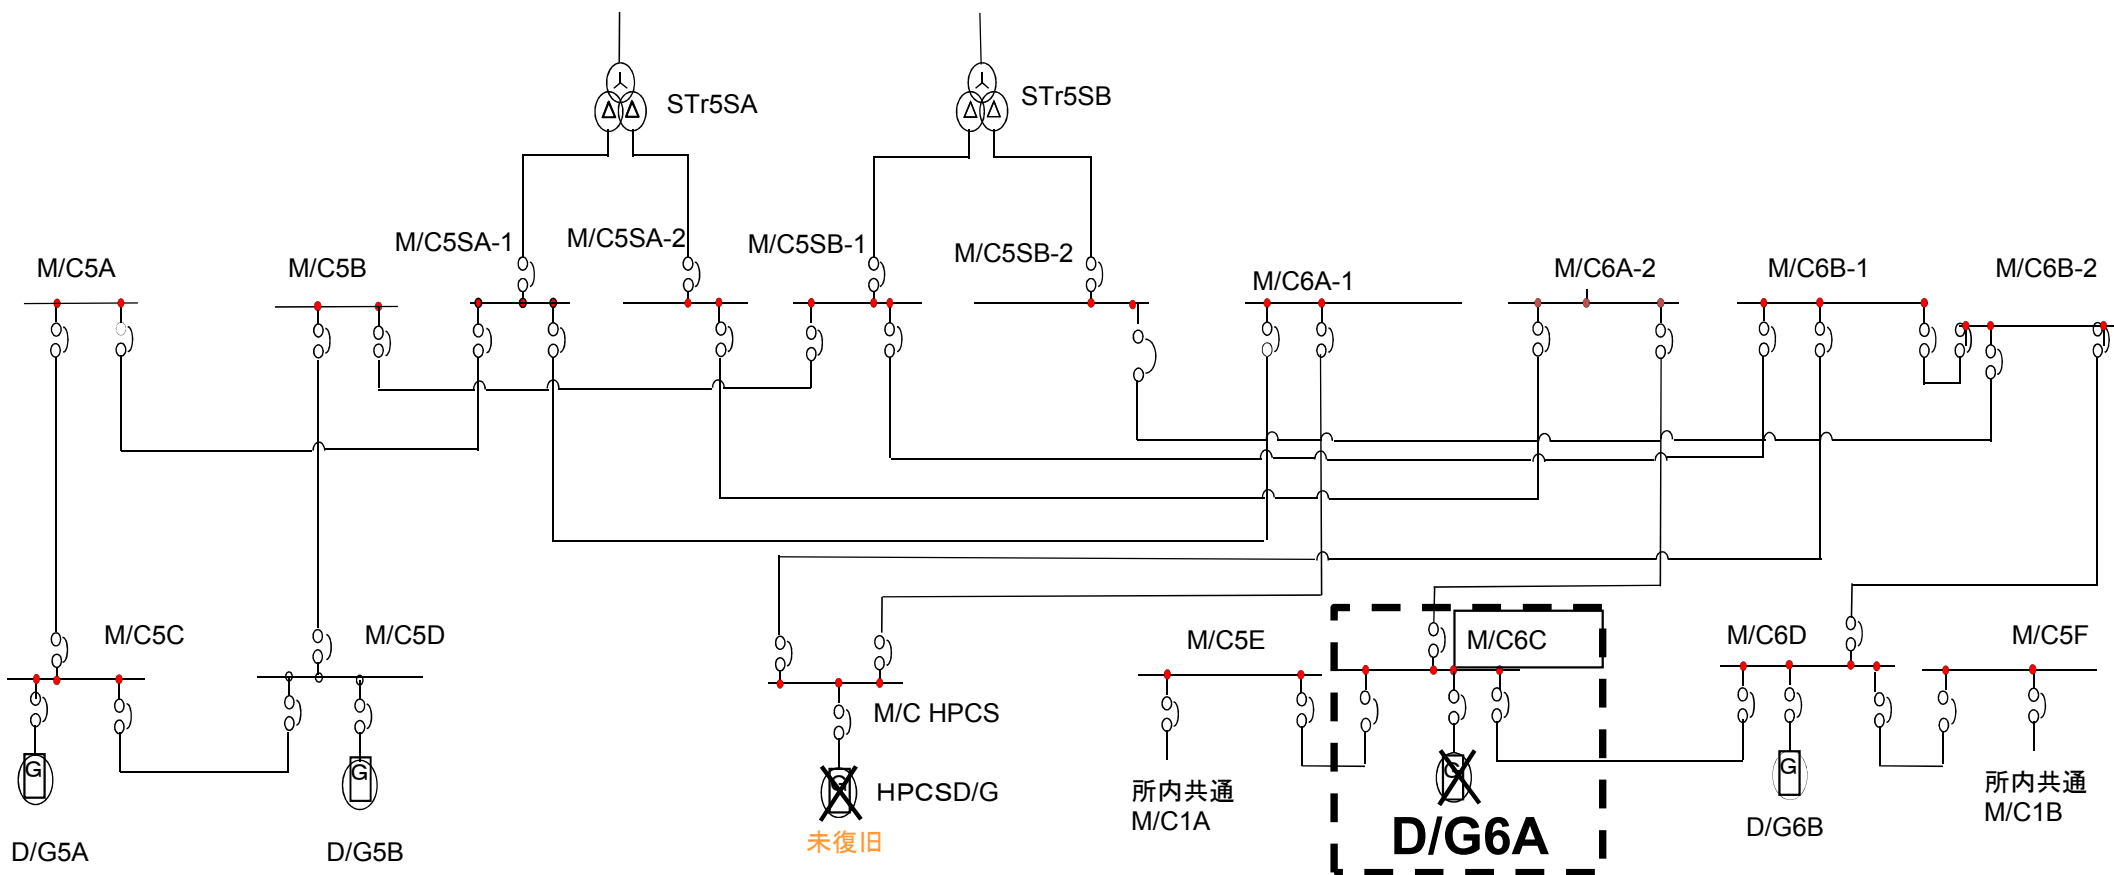 STr5SA
STr5SB
M/C5A
M/C5B
M/C5SA-1
M/C5SA-2
M/C5SB-1
M/C5SB-2
M/C6A-1
M/C6A-2
M/C6B-1
M/C6B-2
M/C5C
M/C5D
M/C HPCS
M/C5E
M/C6C
M/C6D
M/C5F
G
G
G
HPCSD/G
未復旧
所内共通
M/C1A
D/G6A
D/G6B
所内共通
M/C1B
D/G5A
D/G5B